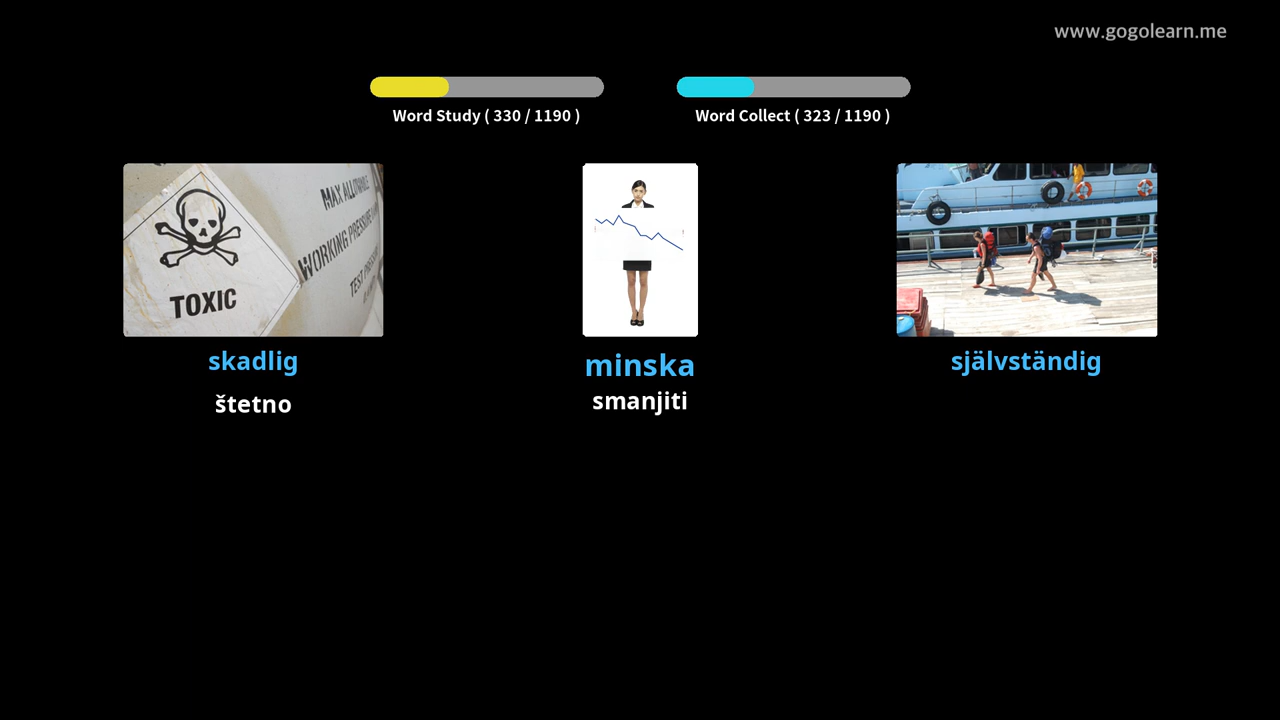 www.gogolearn.me
Word Study ( 330 / 1190 )
Word Collect ( 323 / 1190 )
TOXIC
MAX ALLOWABLE
WORKING PRESSURE
TEST
skadlig
minska
självständig
štetno
smanjiti